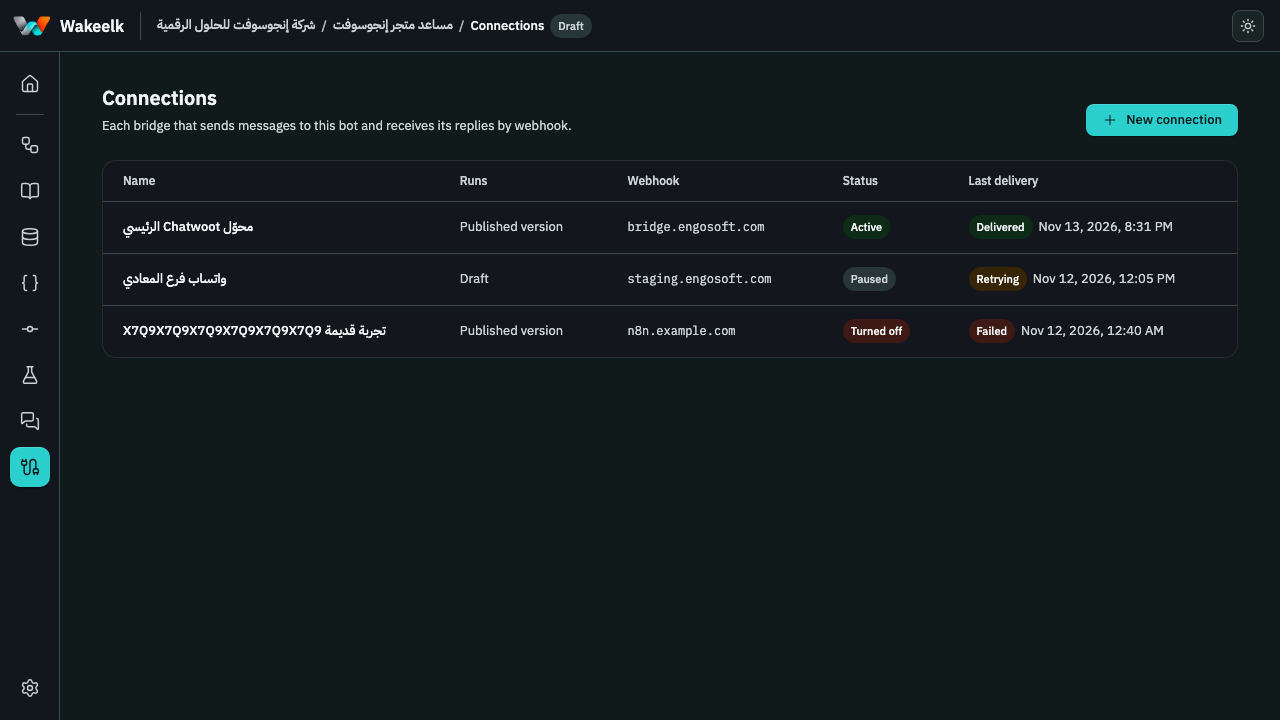 Wakeelk
شركة إنجوسوفت للحلول الرقمية / مساعد متجر إنجوسوفت / Connections Draft
Connections
Each bridge that sends messages to this bot and receives its replies by webhook.
New connection
Name Runs Webhook Status Last delivery
محوّل Chatwoot الرئيسي Published version bridge.engosoft.com Active Delivered Nov 13, 2026, 8:31 PM
واتساب فرع المعادي Draft staging.engosoft.com Paused Retrying Nov 12, 2026, 12:05 PM
تجربة قديمة X7Q9X7Q9X7Q9X7Q9X7Q9X7Q9 Published version n8n.example.com Turned off Failed Nov 12, 2026, 12:40 AM